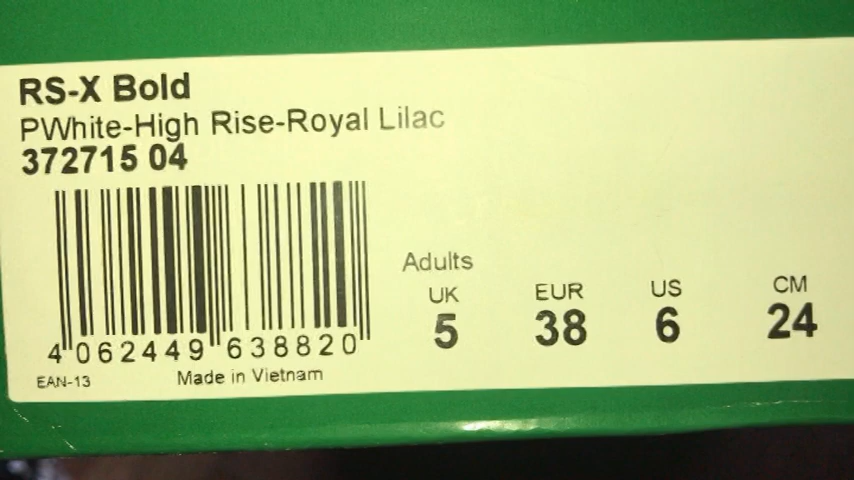 RS-X Bold
PWhite-High Rise-Royal Lilac
372715 04
Adults
UK EUR US CM
5 38 6 24
4 062449 638820
EAN-13 Made in Vietnam